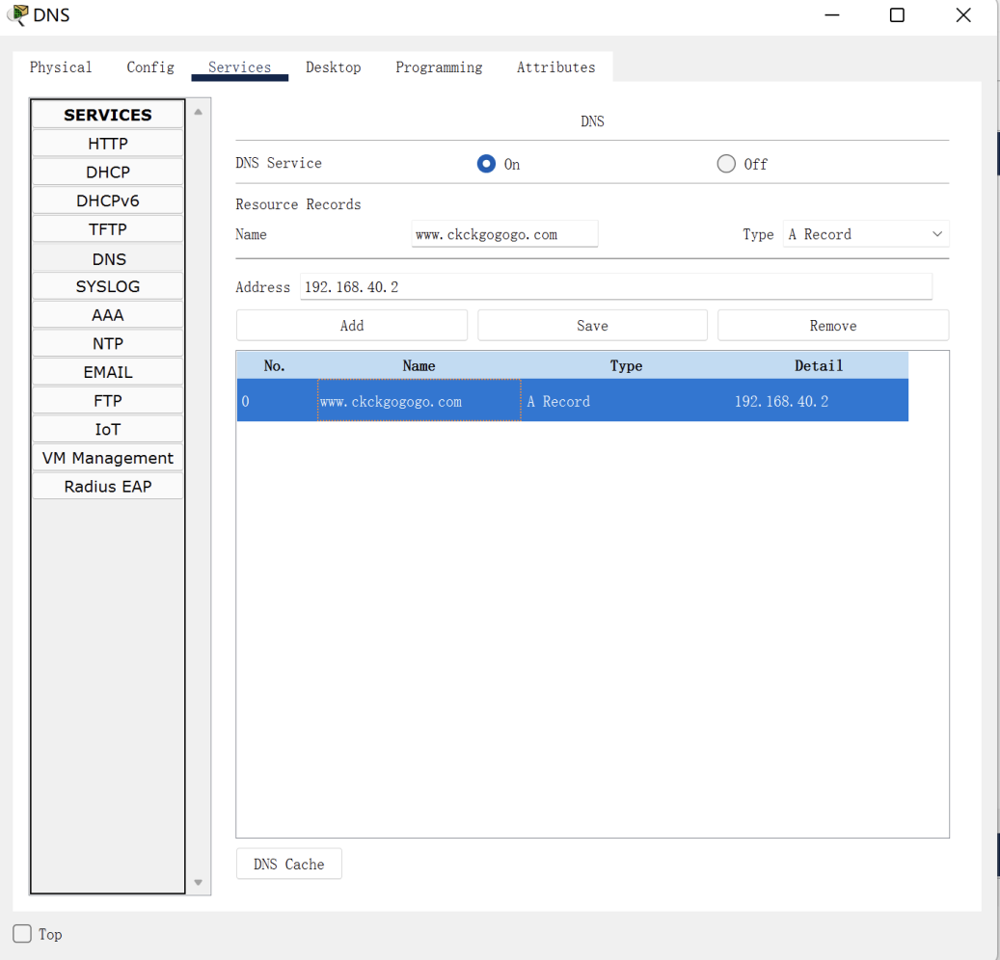 DNS
Physical Config Services Desktop Programming Attributes
SERVICES
HTTP
DHCP
DHCPv6
TFTP
DNS
SYSLOG
AAA
NTP
EMAIL
FTP
IoT
VM Management
Radius EAP
DNS
DNS Service On Off
Resource Records
Name www.ckckgogogo.com Type A Record
Address 192.168.40.2
Add Save Remove
No. Name Type Detail
0 www.ckckgogogo.com A Record 192.168.40.2
DNS Cache
Top